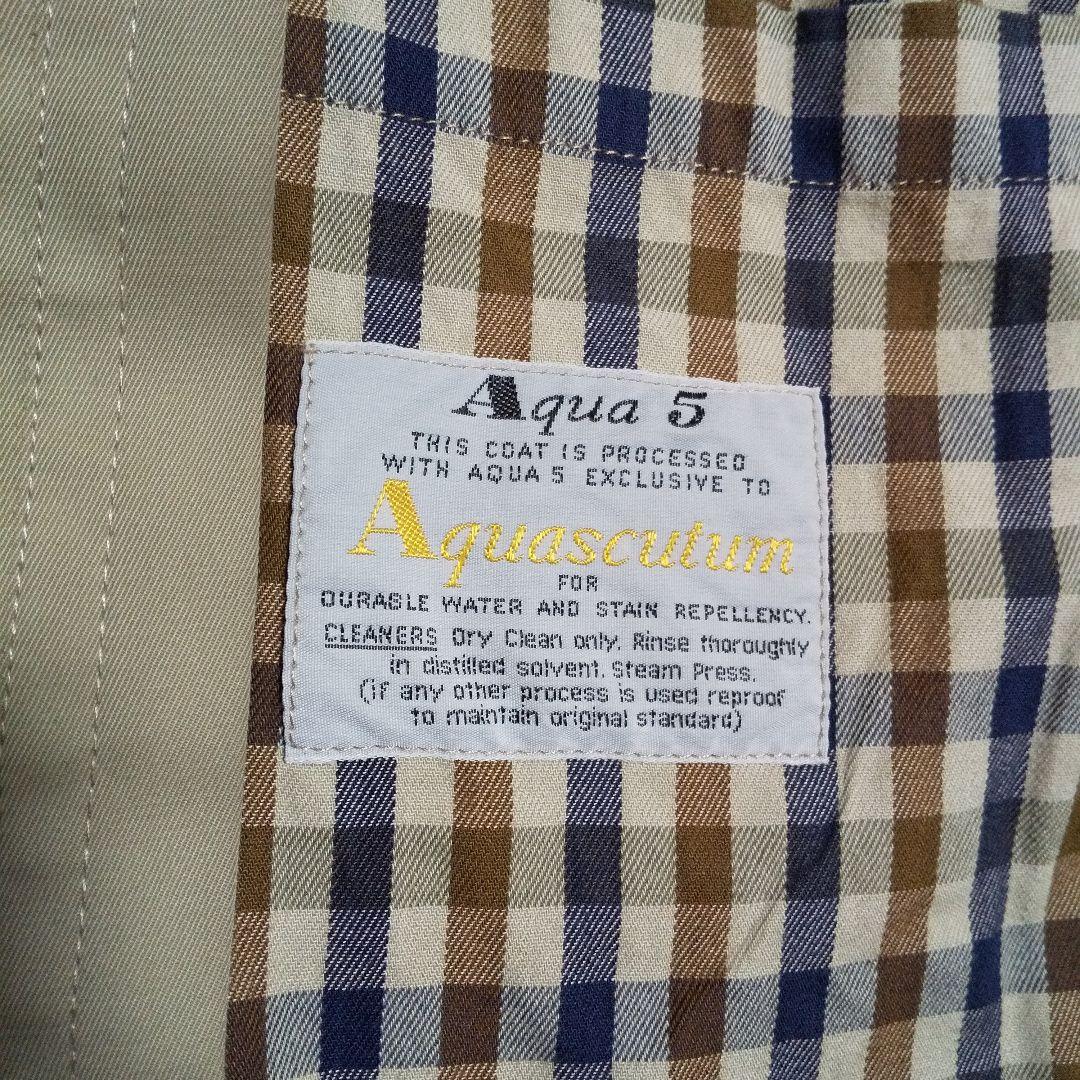 Aqua 5
THIS COAT IS PROCESSED
WITH AQUA 5 EXCLUSIVE TO
Aquascutum
FOR
DURABLE WATER AND STAIN REPELLENCY.
CLEANERS Dry Clean only. Rinse thoroughly
in distilled solvent. Steam Press.
(if any other process is used reproof
to maintain original standard)